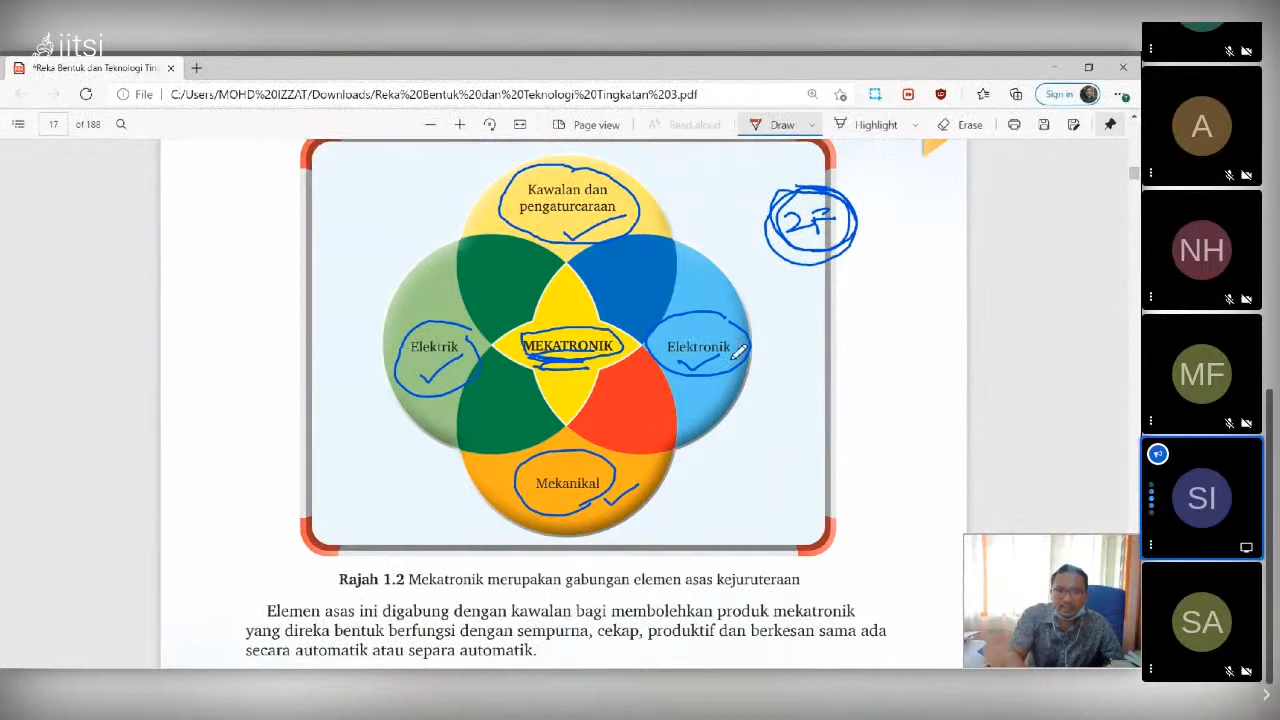 jitsi
*Reka Bentuk dan Teknologi Ting
File
C:/Users/MOHD%20IZZAT/Downloads/Reka%20Bentuk%20dan%20Teknologi%20Tingkatan%203.pdf
Sign in
17 of 188
Page view
Read aloud
Draw
Highlight
Erase
Kawalan dan
pengaturcaraan
2F
Elektrik
MEKATRONIK
Elektronik
Mekanikal
Rajah 1.2 Mekatronik merupakan gabungan elemen asas kejuruteraan
Elemen asas ini digabung dengan kawalan bagi membolehkan produk mekatronik
yang direka bentuk berfungsi dengan sempurna, cekap, produktif dan berkesan sama ada
secara automatik atau separa automatik.
A
NH
MF
SI
SA